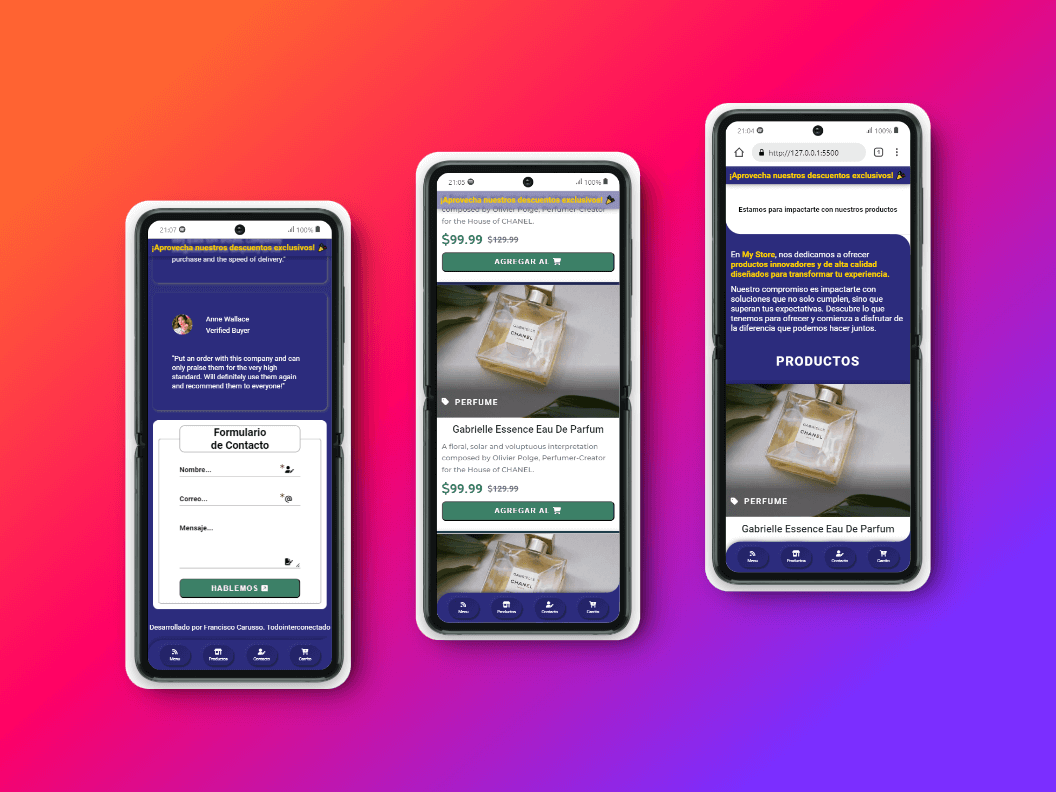 21:07
100%
¡Aprovecha nuestros descuentos exclusivos!
purchase and the speed of delivery."
Anne Wallace
Verified Buyer
"Put an order with this company and can
only praise them for the very high
standard. Will definitely use them again
and recommend them to everyone!"
Formulario
de Contacto
Nombre... *
Correo... * @
Mensaje...
HABLEMOS
Desarrollado por Francisco Carusso. Todointerconectado
Menu Productos Contacto Carrito
21:05
100%
¡Aprovecha nuestros descuentos exclusivos!
composed by Olivier Polge, Perfumer-Creator
for the House of CHANEL.
$99.99 $129.99
AGREGAR AL
GABRIELLE
CHANEL
PERFUME
Gabrielle Essence Eau De Parfum
A floral, solar and voluptuous interpretation
composed by Olivier Polge, Perfumer-Creator
for the House of CHANEL.
$99.99 $129.99
AGREGAR AL
GABRIELLE
CHANEL
Menu Productos Contacto Carrito
21:04
100%
http://127.0.0.1:5500
¡Aprovecha nuestros descuentos exclusivos!
Estamos para impactarte con nuestros productos
En My Store, nos dedicamos a ofrecer
productos innovadores y de alta calidad
diseñados para transformar tu experiencia.
Nuestro compromiso es impactarte con
soluciones que no solo cumplen, sino que
superan tus expectativas. Descubre lo que
tenemos para ofrecer y comienza a disfrutar de
la diferencia que podemos hacer juntos.
PRODUCTOS
GABRIELLE
CHANEL
PERFUME
Gabrielle Essence Eau De Parfum
Menu Productos Contacto Carrito